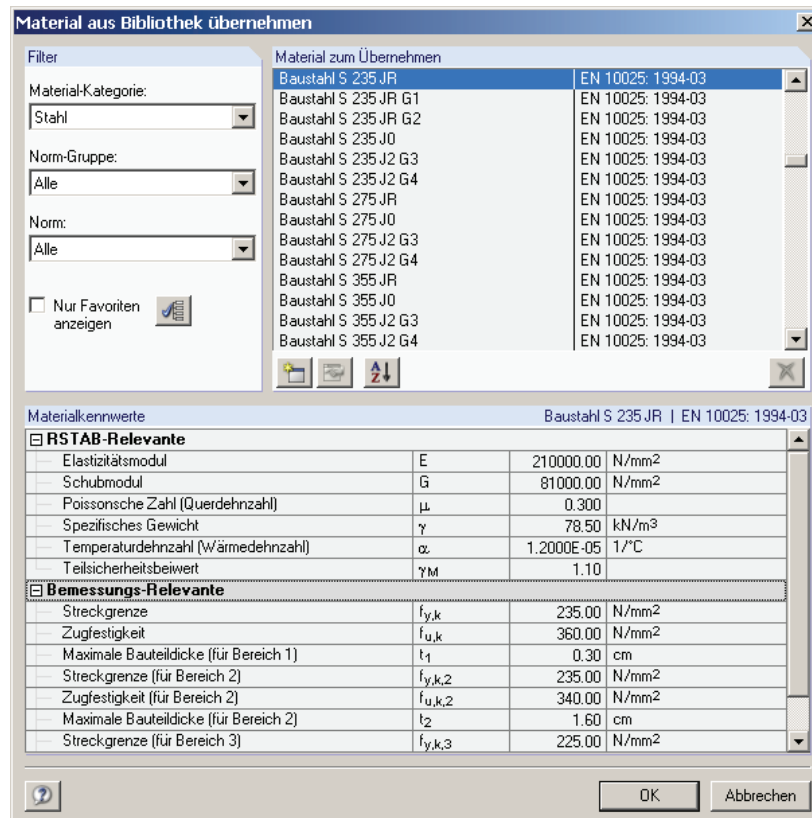 Material aus Bibliothek übernehmen
Filter
Material-Kategorie:
Stahl
Norm-Gruppe:
Alle
Norm:
Alle
Nur Favoriten
anzeigen
Material zum Übernehmen
Baustahl S 235 JR EN 10025: 1994-03
Baustahl S 235 JR G1 EN 10025: 1994-03
Baustahl S 235 JR G2 EN 10025: 1994-03
Baustahl S 235 J0 EN 10025: 1994-03
Baustahl S 235 J2 G3 EN 10025: 1994-03
Baustahl S 235 J2 G4 EN 10025: 1994-03
Baustahl S 275 JR EN 10025: 1994-03
Baustahl S 275 J0 EN 10025: 1994-03
Baustahl S 275 J2 G3 EN 10025: 1994-03
Baustahl S 275 J2 G4 EN 10025: 1994-03
Baustahl S 355 JR EN 10025: 1994-03
Baustahl S 355 J0 EN 10025: 1994-03
Baustahl S 355 J2 G3 EN 10025: 1994-03
Baustahl S 355 J2 G4 EN 10025: 1994-03
A Z
Materialkennwerte Baustahl S 235 JR | EN 10025: 1994-03
RSTAB-Relevante
Elastizitätsmodul E 210000.00 N/mm2
Schubmodul G 81000.00 N/mm2
Poissonsche Zahl (Querdehnzahl) μ 0.300
Spezifisches Gewicht γ 78.50 kN/m3
Temperaturdehnzahl (Wärmedehnzahl) α 1.2000E-05 1/°C
Teilsicherheitsbeiwert γM 1.10
Bemessungs-Relevante
Streckgrenze fy,k 235.00 N/mm2
Zugfestigkeit fu,k 360.00 N/mm2
Maximale Bauteildicke (für Bereich 1) t1 0.30 cm
Streckgrenze (für Bereich 2) fy,k,2 235.00 N/mm2
Zugfestigkeit (für Bereich 2) fu,k,2 340.00 N/mm2
Maximale Bauteildicke (für Bereich 2) t2 1.60 cm
Streckgrenze (für Bereich 3) fy,k,3 225.00 N/mm2
OK Abbrechen